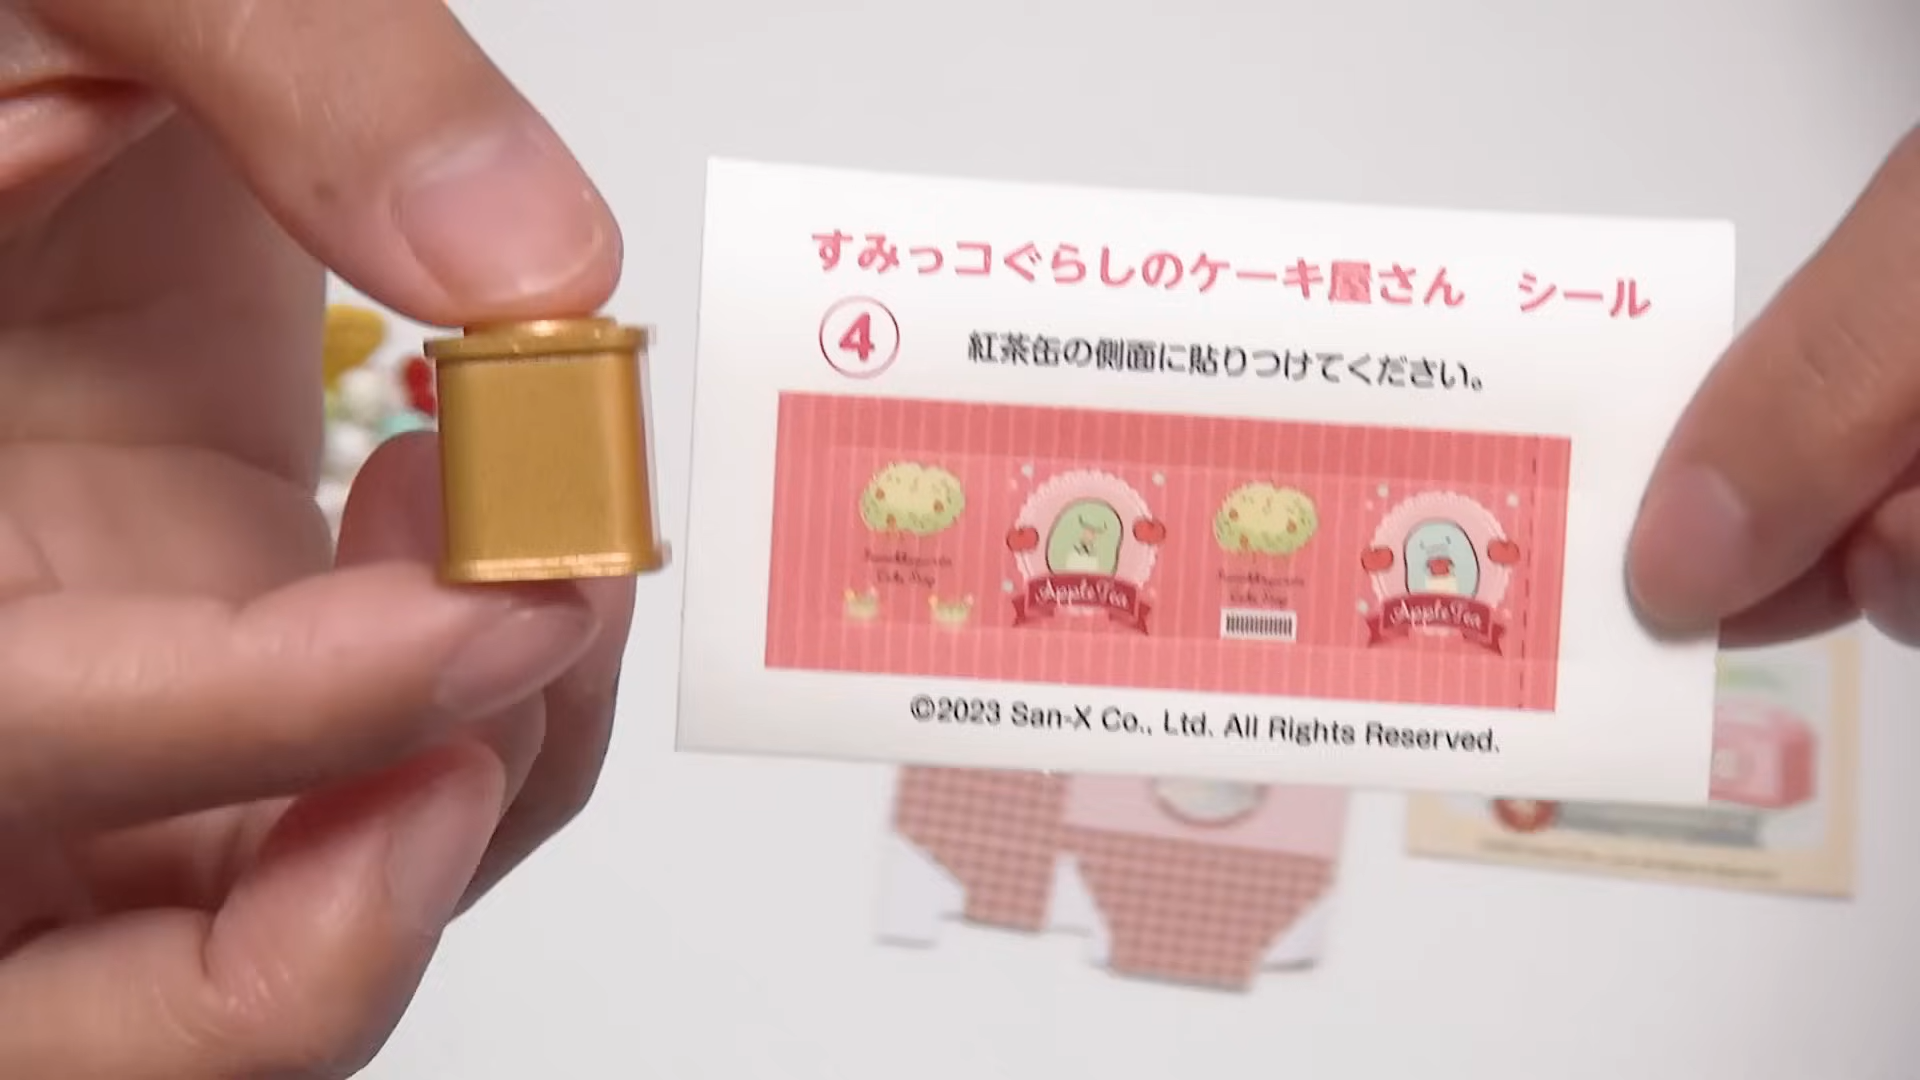 すみっコぐらしのケーキ屋さん　シール
④　紅茶缶の側面に貼りつけてください。
Apple Tea
Apple Tea
©2023 San-X Co., Ltd. All Rights Reserved.